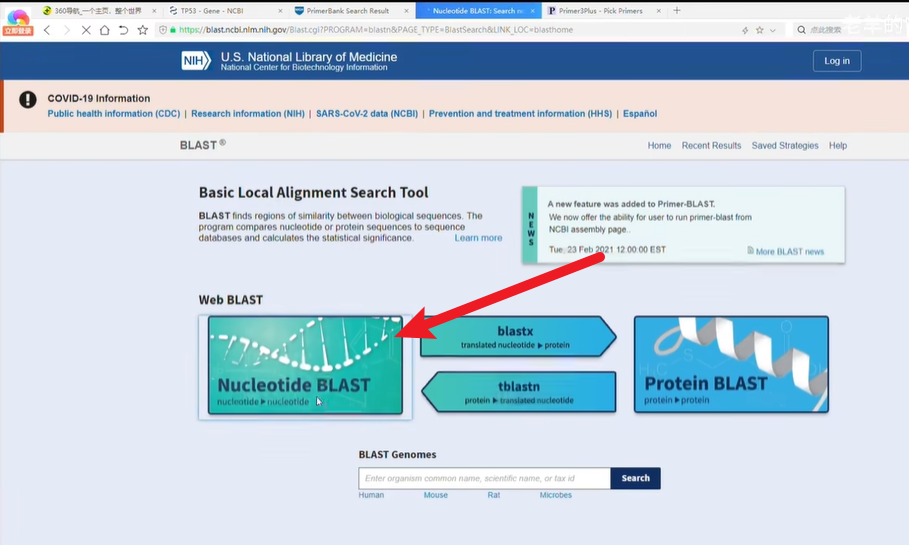 360导航_一个主页、整个世界
TP53 - Gene - NCBI
PrimerBank Search Result
Nucleotide BLAST: Search n
Primer3Plus - Pick Primers
立即登录
https://blast.ncbi.nlm.nih.gov/Blast.cgi?PROGRAM=blastn&PAGE_TYPE=BlastSearch&LINK_LOC=blasthome
点此搜索
NIH
U.S. National Library of Medicine
National Center for Biotechnology Information
Log in
COVID-19 Information
Public health information (CDC) | Research information (NIH) | SARS-CoV-2 data (NCBI) | Prevention and treatment information (HHS) | Español
BLAST ®
Home Recent Results Saved Strategies Help
Basic Local Alignment Search Tool
BLAST finds regions of similarity between biological sequences. The
program compares nucleotide or protein sequences to sequence
databases and calculates the statistical significance.
Learn more
NEWS
A new feature was added to Primer-BLAST.
We now offer the ability for user to run primer-blast from
NCBI assembly page..
Tue, 23 Feb 2021 12:00:00 EST
More BLAST news
Web BLAST
Nucleotide BLAST
nucleotide ▶ nucleotide
blastx
translated nucleotide ▶ protein
tblastn
protein ▶ translated nucleotide
Protein BLAST
protein ▶ protein
BLAST Genomes
Enter organism common name, scientific name, or tax id
Search
Human Mouse Rat Microbes